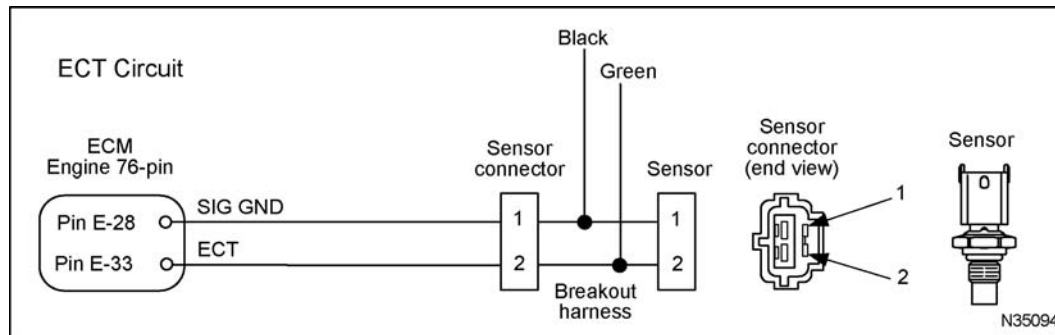 ECT Circuit
Black
Green
ECM
Engine 76-pin
Sensor
connector
Sensor
Sensor
connector
(end view)
Sensor
Pin E-28
SIG GND
1
1
1
Pin E-33
ECT
2
2
2
Breakout
harness
N35094